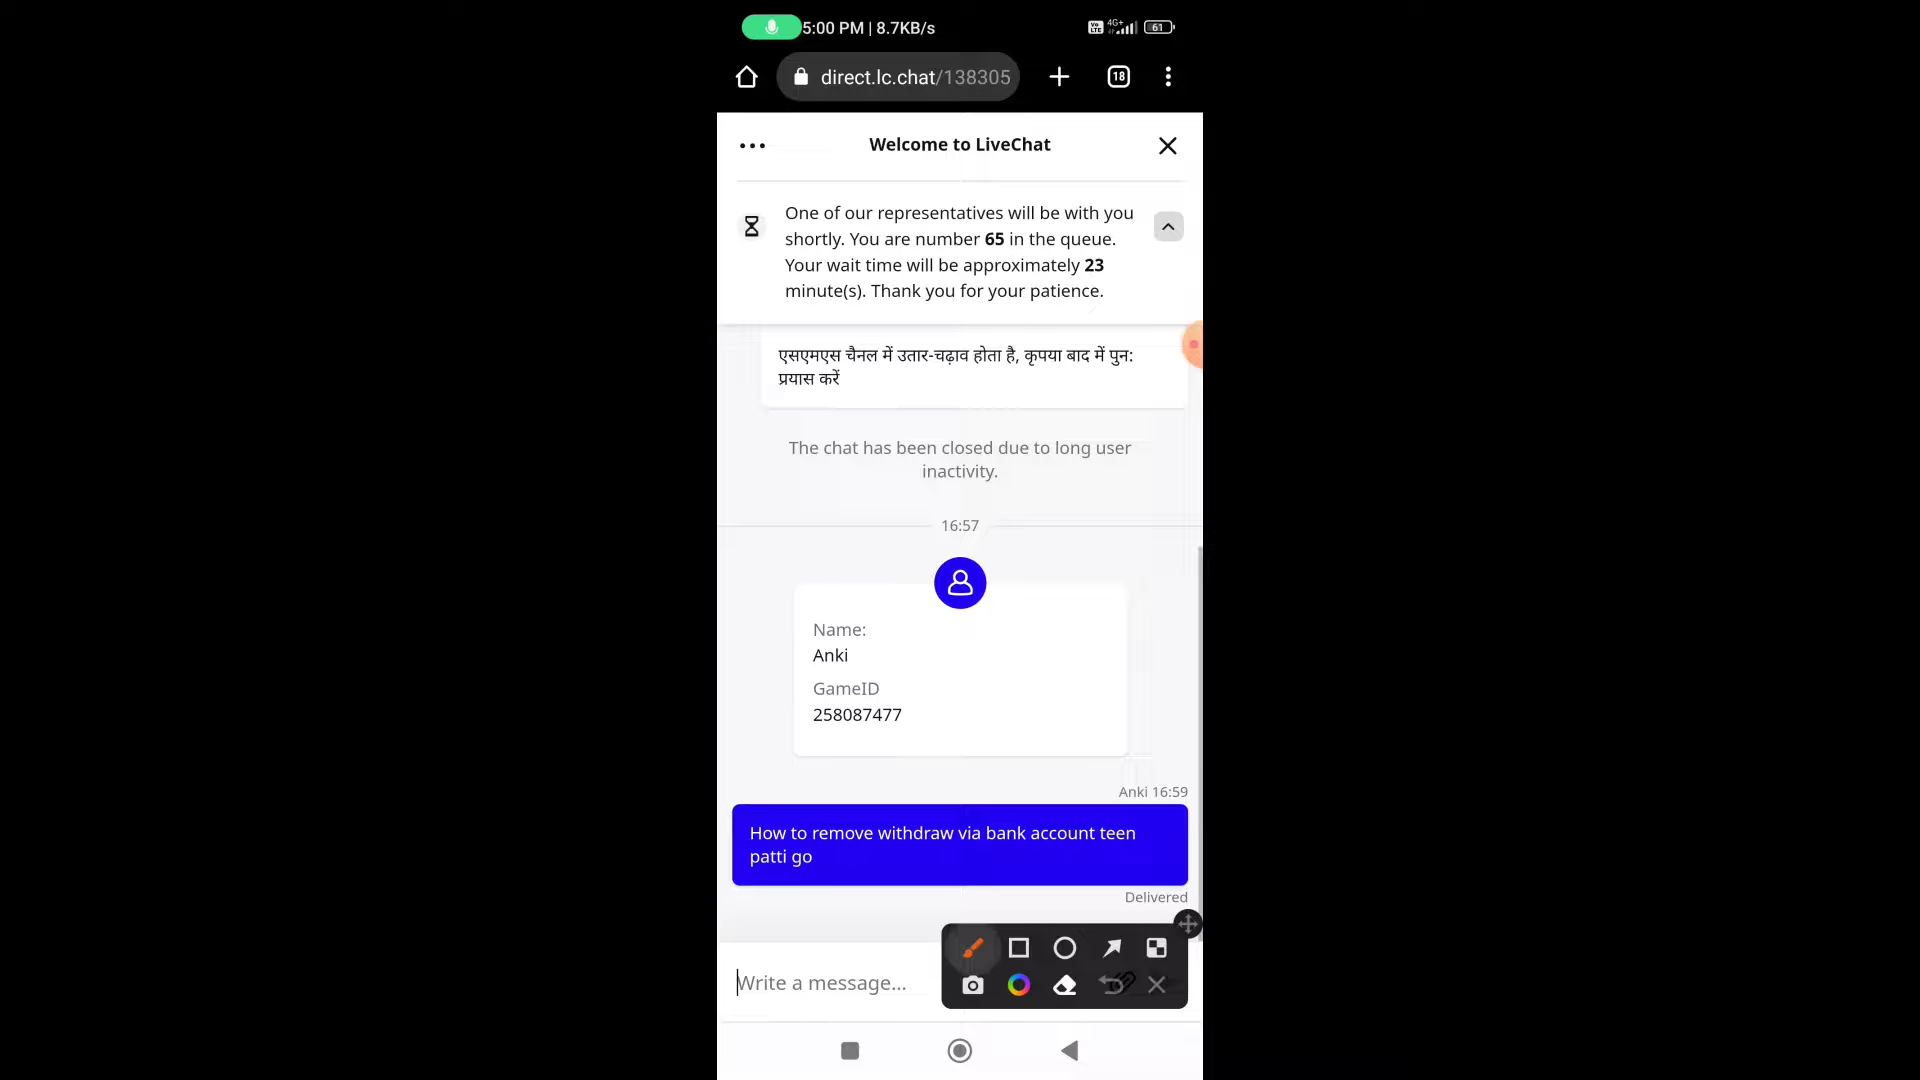 5:00 PM | 8.7KB/s
Vo LTE 4G+ 61
direct.lc.chat/138305
18
Welcome to LiveChat
One of our representatives will be with you
shortly. You are number 65 in the queue.
Your wait time will be approximately 23
minute(s). Thank you for your patience.
एसएमएस चैनल में उतार-चढ़ाव होता है, कृपया बाद में पुन:
प्रयास करें
The chat has been closed due to long user
inactivity.
16:57
Name:
Anki
GameID
258087477
Anki 16:59
How to remove withdraw via bank account teen
patti go
Delivered
Write a message...